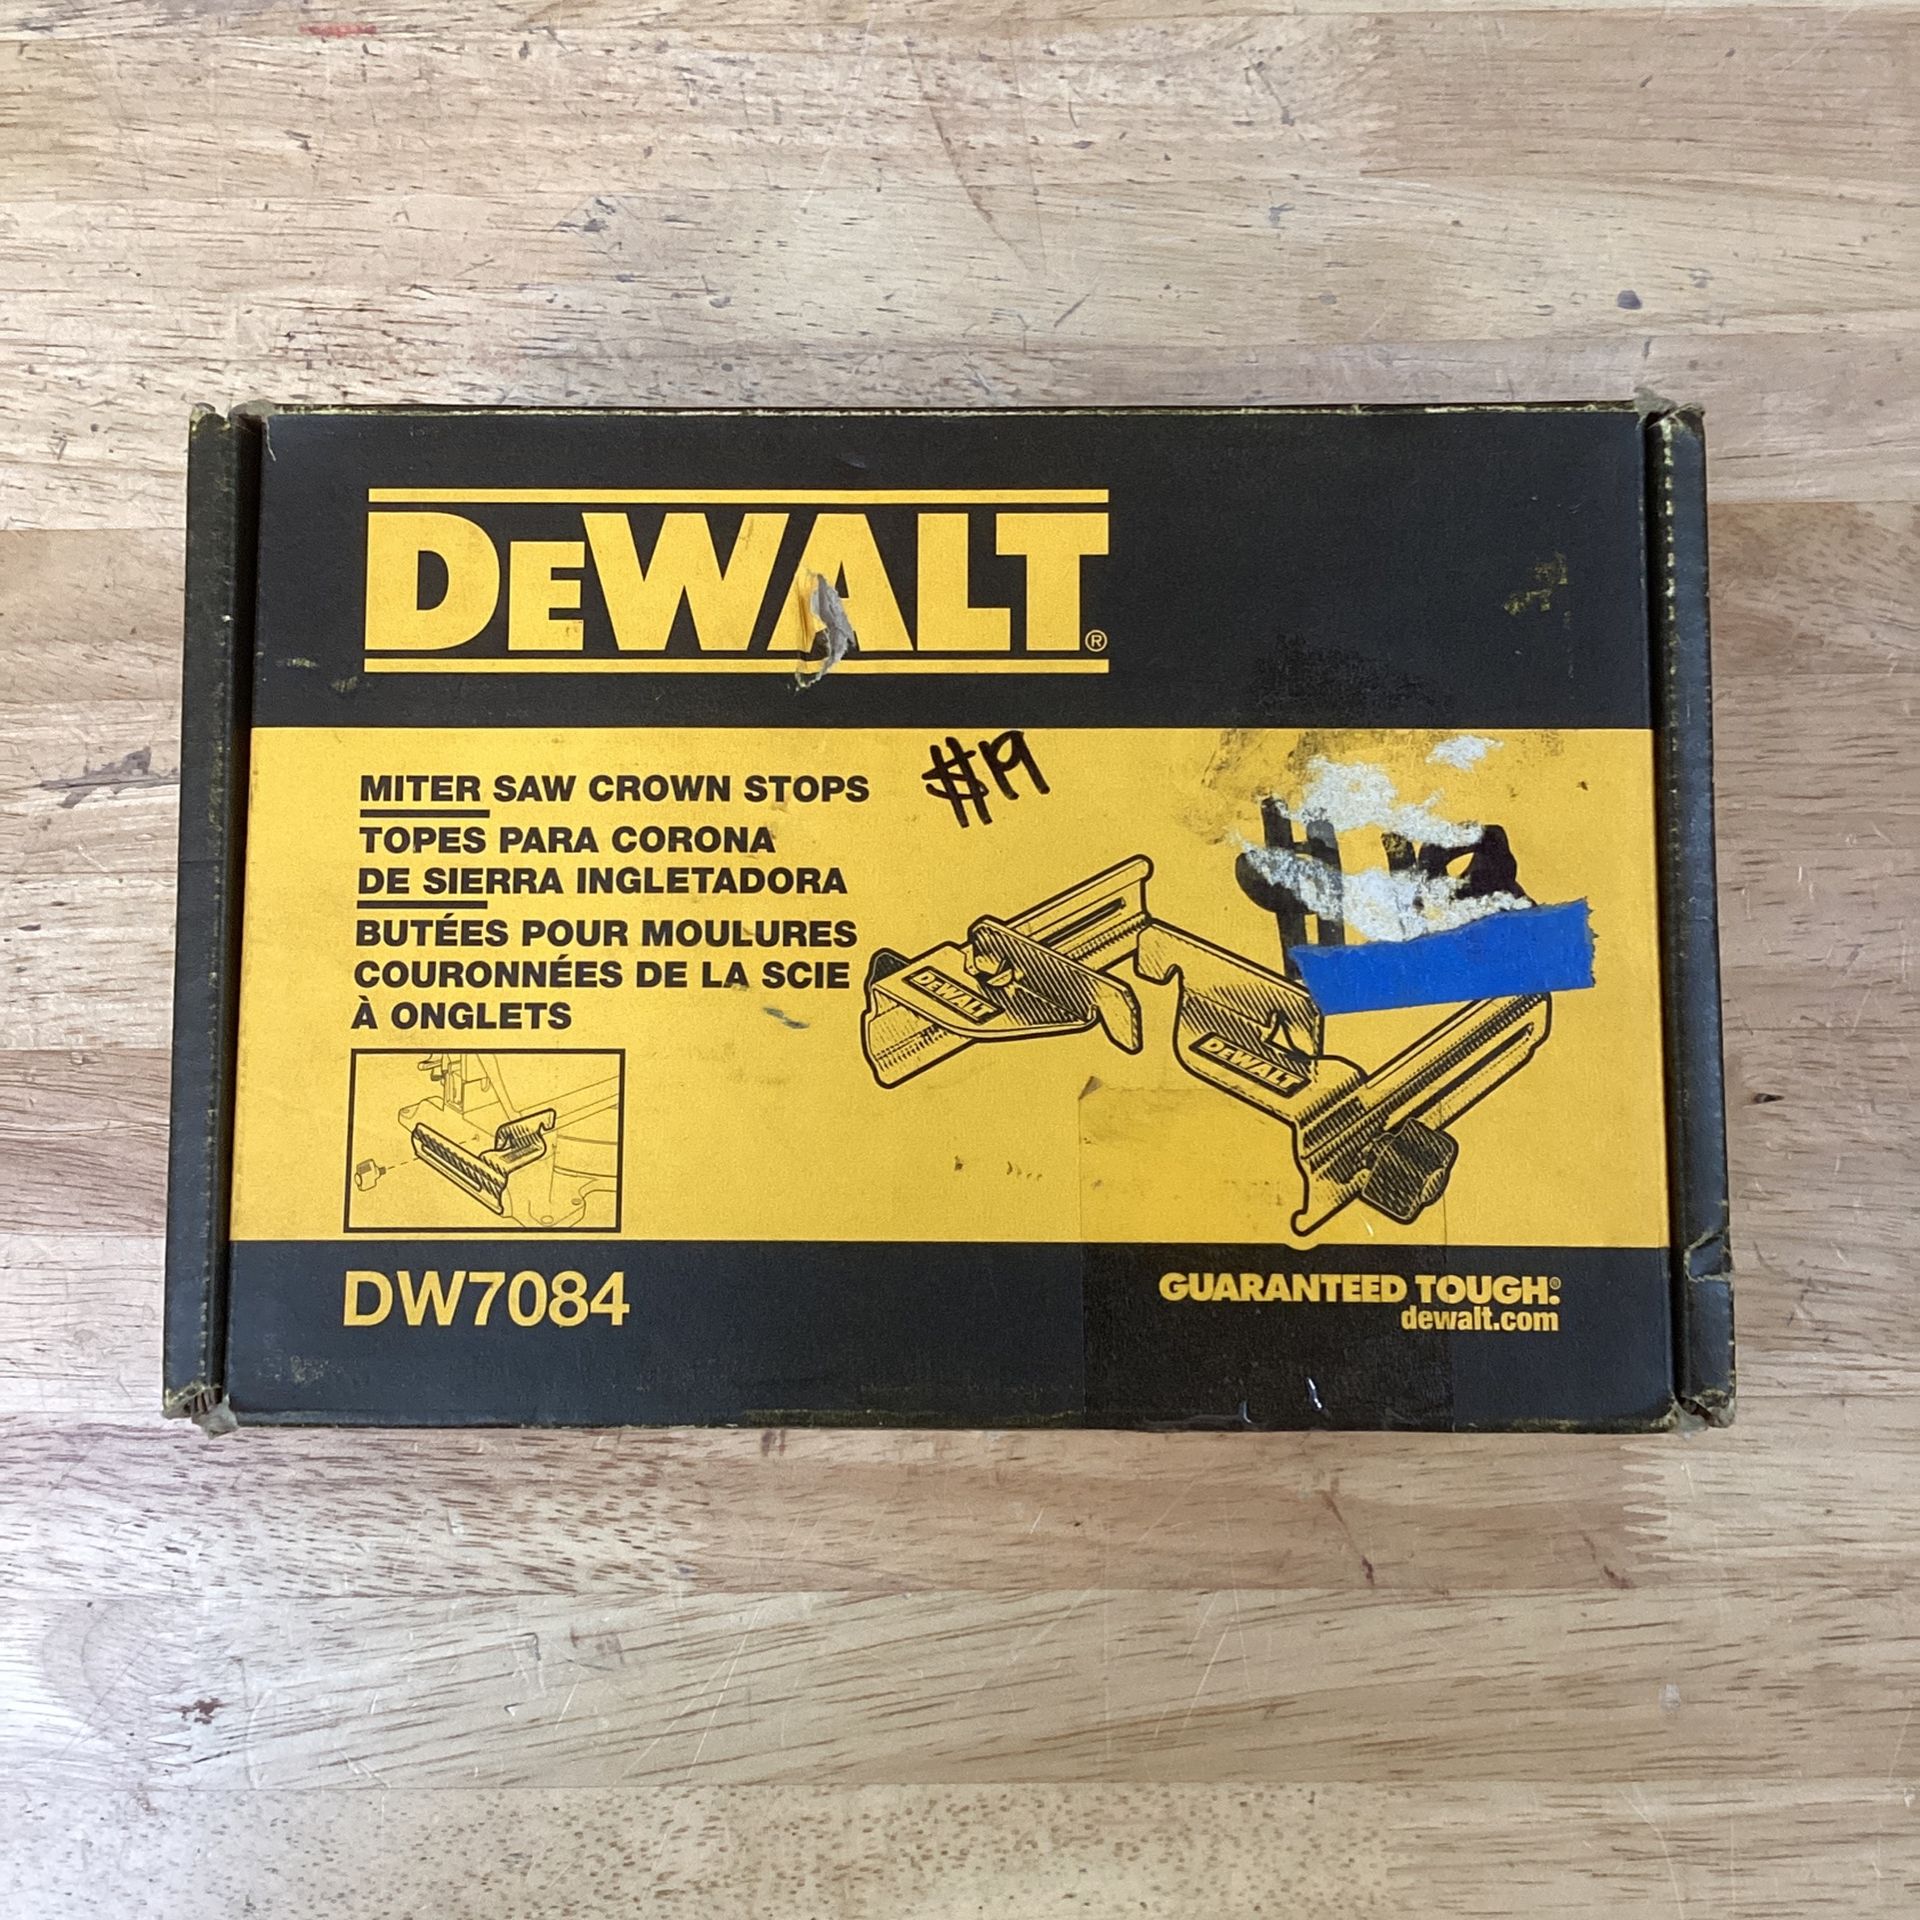 DEWALT®
MITER SAW CROWN STOPS
#19
TOPES PARA CORONA
DE SIERRA INGLETADORA
BUTÉES POUR MOULURES
COURONNÉES DE LA SCIE
À ONGLETS
DEWALT
DEWALT
DW7084
GUARANTEED TOUGH.®
dewalt.com